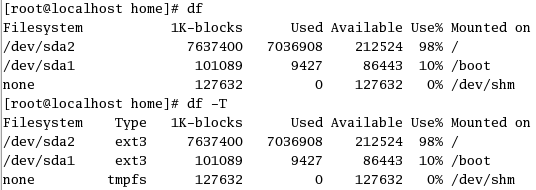 [root@localhost home]# df
Filesystem 1K-blocks Used Available Use% Mounted on
/dev/sda2 7637400 7036908 212524 98% /
/dev/sda1 101089 9427 86443 10% /boot
none 127632 0 127632 0% /dev/shm
[root@localhost home]# df -T
Filesystem Type 1K-blocks Used Available Use% Mounted on
/dev/sda2 ext3 7637400 7036908 212524 98% /
/dev/sda1 ext3 101089 9427 86443 10% /boot
none tmpfs 127632 0 127632 0% /dev/shm